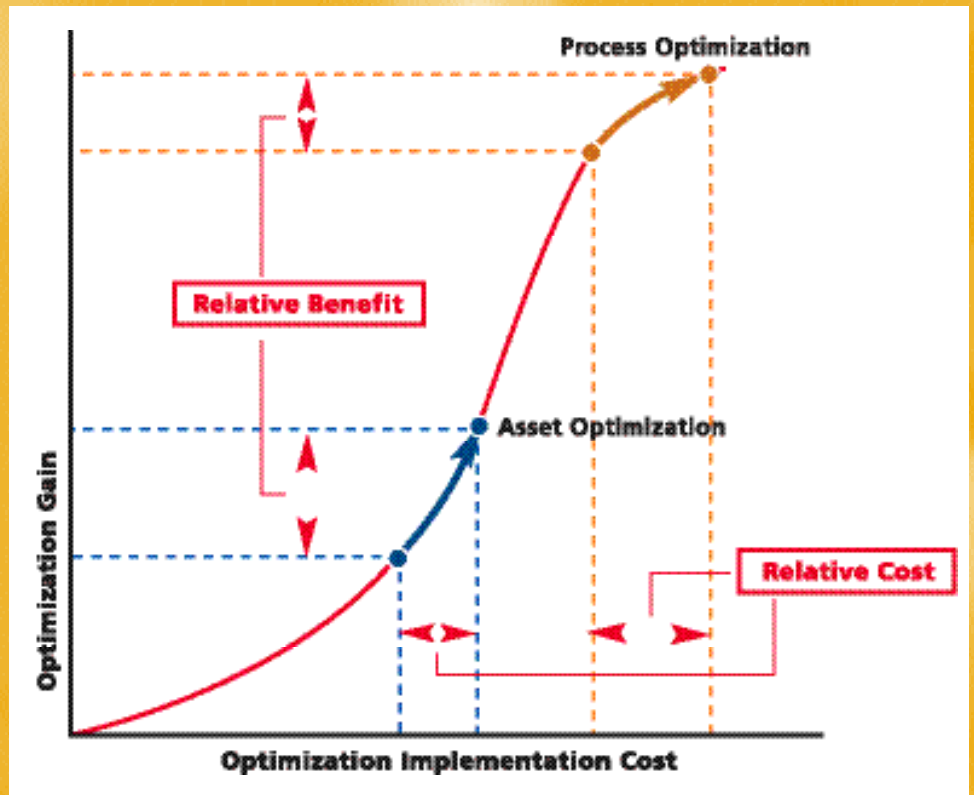 Process Optimization
Relative Benefit
Asset Optimization
Optimization Gain
Relative Cost
Optimization Implementation Cost